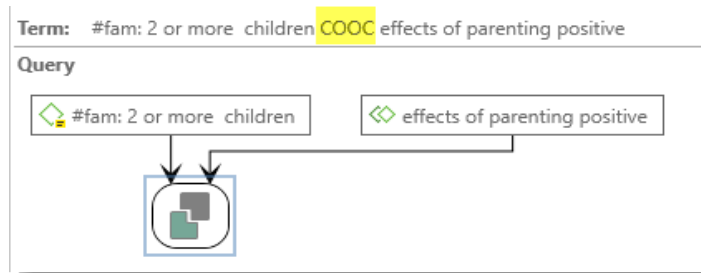 Term: #fam: 2 or more children COOC effects of parenting positive
Query
#fam: 2 or more children
effects of parenting positive